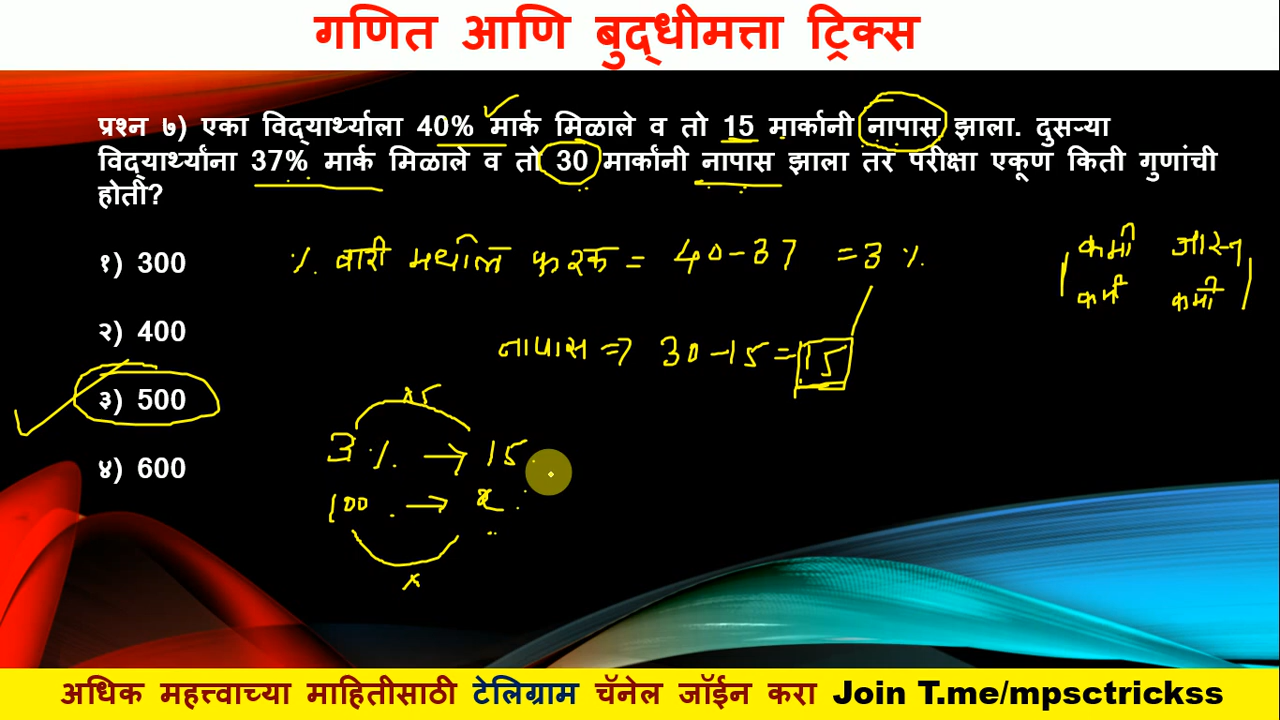 गणित आणि बुद्धीमत्ता ट्रिक्स
प्रश्न ७) एका विद्यार्थ्याला 40% मार्क मिळाले व तो 15 मार्कानी नापास झाला. दुसऱ्या
विद्यार्थ्यांना 37% मार्क मिळाले व तो 30 मार्कांनी नापास झाला तर परीक्षा एकूण किती गुणांची
होती?
१) 300
% वारी मधील फरक = 40-37 = 3 %
कमी जास्त
कमी कमी
२) 400
नापास => 30-15=15
३) 500
3% → 15
४) 600
100 → x
x
अधिक महत्त्वाच्या माहितीसाठी टेलिग्राम चॅनेल जॉईन करा Join T.me/mpsctrickss